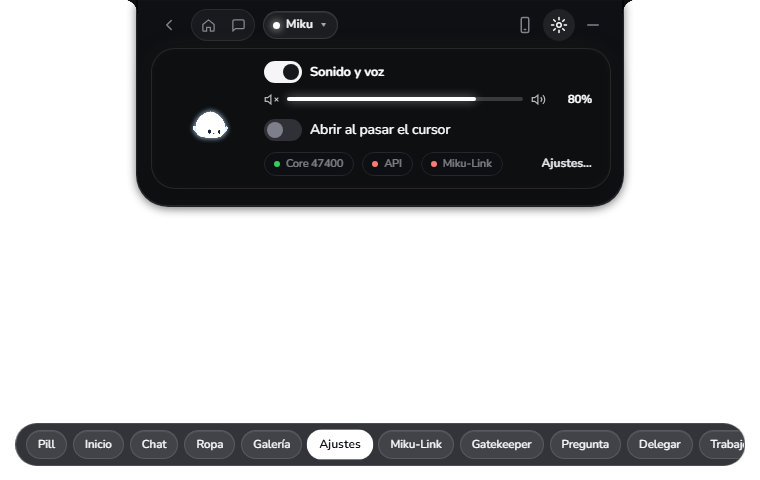 Miku
Sonido y voz
80%
Abrir al pasar el cursor
Core 47400 API Miku-Link Ajustes...
Pill Inicio Chat Ropa Galería Ajustes Miku-Link Gatekeeper Pregunta Delegar